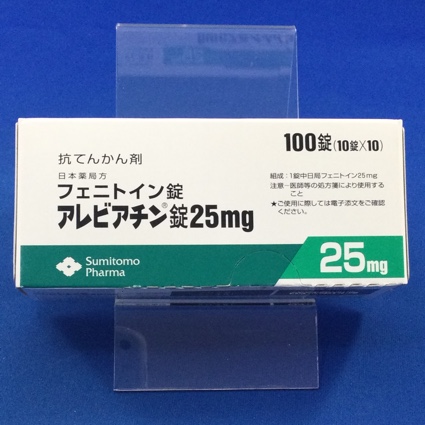 抗てんかん剤
日本薬局方
フェニトイン錠
アレビアチン®錠25mg
Sumitomo
Pharma
100錠(10錠×10)
組成:1錠中日局フェニトイン25mg
注意-医師等の処方箋により使用する
こと
★ご使用に際しては電子添文をご確認
ください。
25mg